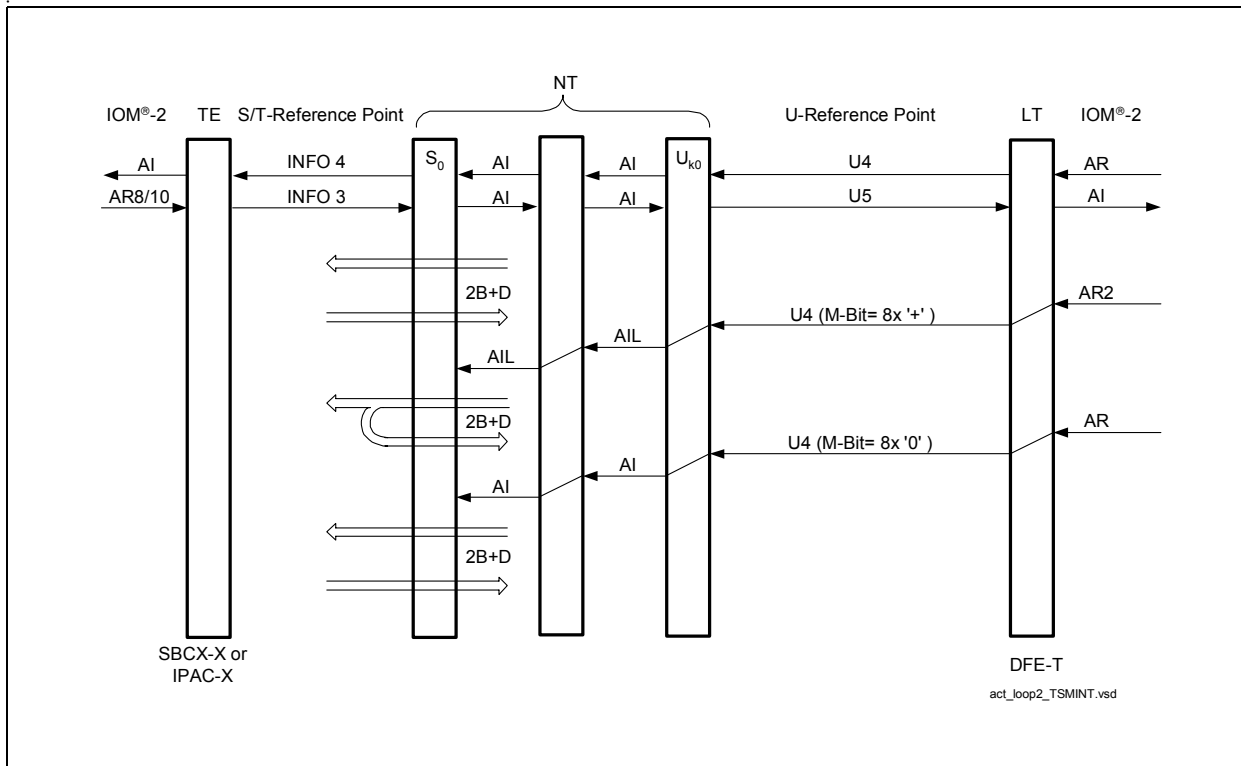 NT
IOM®-2 TE S/T-Reference Point U-Reference Point LT IOM®-2
S0 Uk0
AI INFO 4 AI AI U4 AR
AR8/10 INFO 3 AI AI U5 AI
2B+D AR2
U4 (M-Bit= 8x '+' )
AIL
AIL
2B+D AR
U4 (M-Bit= 8x '0' )
AI
AI
2B+D
SBCX-X or
IPAC-X
DFE-T
act_loop2_TSMINT.vsd